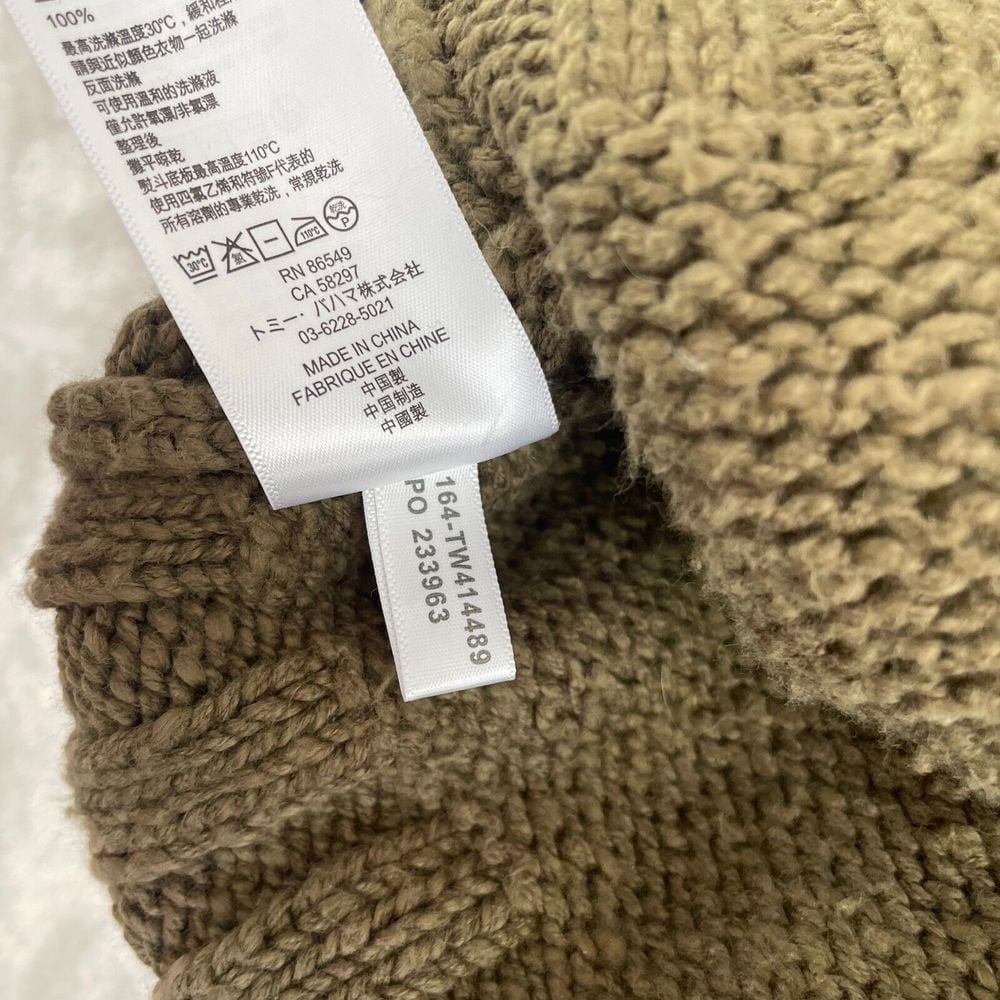 100%
最高洗滌溫度30℃, 緩和程
請與近似顏色衣物一起洗滌
反面洗滌
可使用溫和的洗滌液
僅允許氧漂/非氯漂
整理後
攤平晾乾
熨斗底板最高溫度110℃
使用四氯乙烯和符號F代表的
所有溶劑的專業乾洗, 常規乾洗
30℃ 氯 110℃ 乾洗 P
RN 86549
CA 58297
トミー・バハマ株式会社
03-6228-5021
MADE IN CHINA
FABRIQUE EN CHINE
中国製
中国制造
中國製
164-TW414489
PO 233963